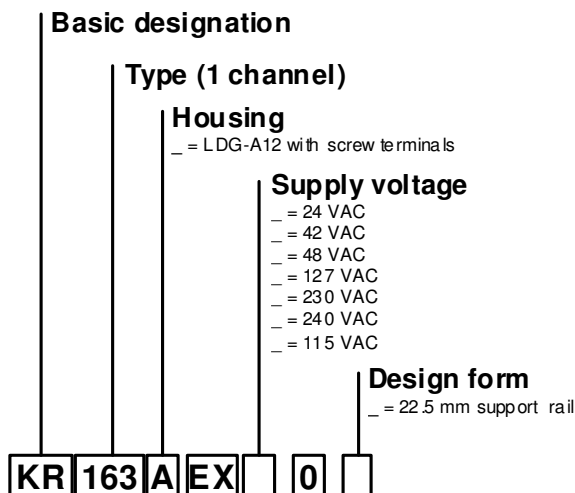 Basic designation
Type (1 channel)
Housing
_ = LDG-A12 with screw terminals
Supply voltage
_ = 24 VAC
_ = 42 VAC
_ = 48 VAC
_ = 127 VAC
_ = 230 VAC
_ = 240 VAC
_ = 115 VAC
Design form
_ = 22.5 mm support rail
KR 163 A EX 0